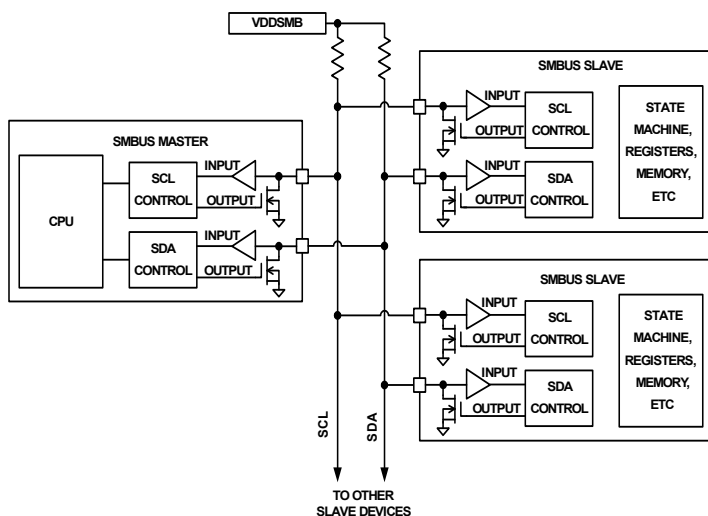 VDDSMB
SMBUS MASTER
CPU
SCL
CONTROL
INPUT
OUTPUT
SDA
CONTROL
INPUT
OUTPUT
SMBUS SLAVE
INPUT
OUTPUT
SCL
CONTROL
INPUT
OUTPUT
SDA
CONTROL
STATE
MACHINE,
REGISTERS,
MEMORY,
ETC
SMBUS SLAVE
INPUT
OUTPUT
SCL
CONTROL
INPUT
OUTPUT
SDA
CONTROL
STATE
MACHINE,
REGISTERS,
MEMORY,
ETC
SCL
SDA
TO OTHER
SLAVE DEVICES